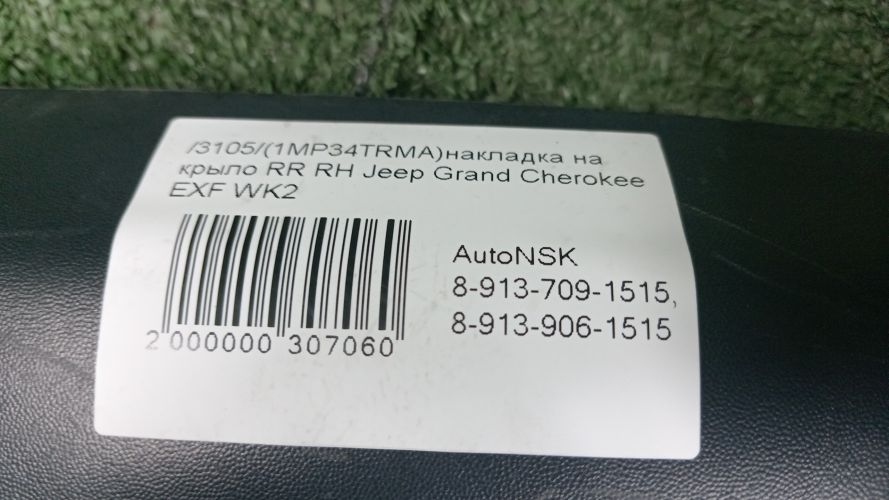 /3105/(1MP34TRMA)накладка на
крыло RR RH Jeep Grand Cherokee
EXF WK2
AutoNSK
8-913-709-1515,
8-913-906-1515
2 000000 307060